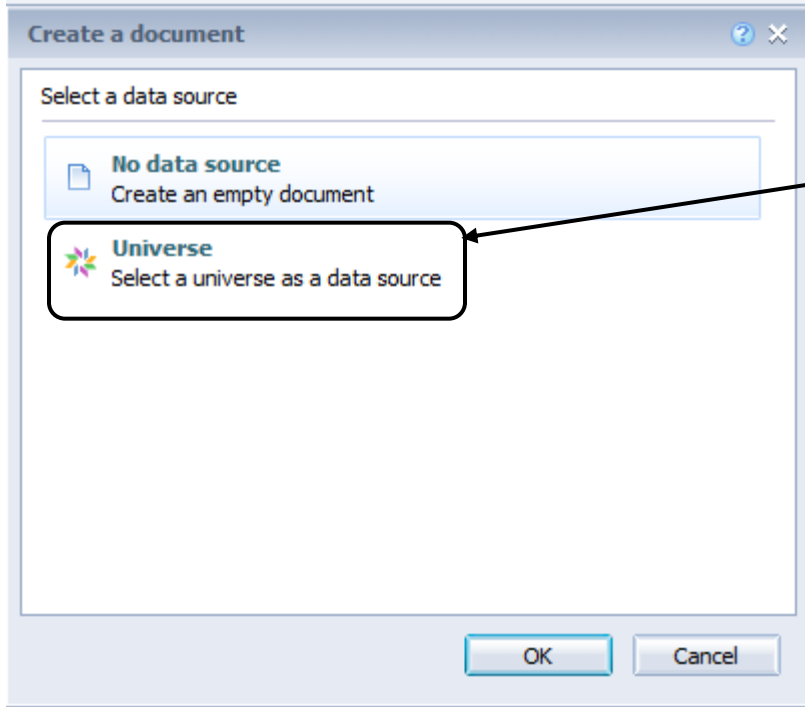 Create a document
Select a data source
No data source
Create an empty document
Universe
Select a universe as a data source
OK
Cancel